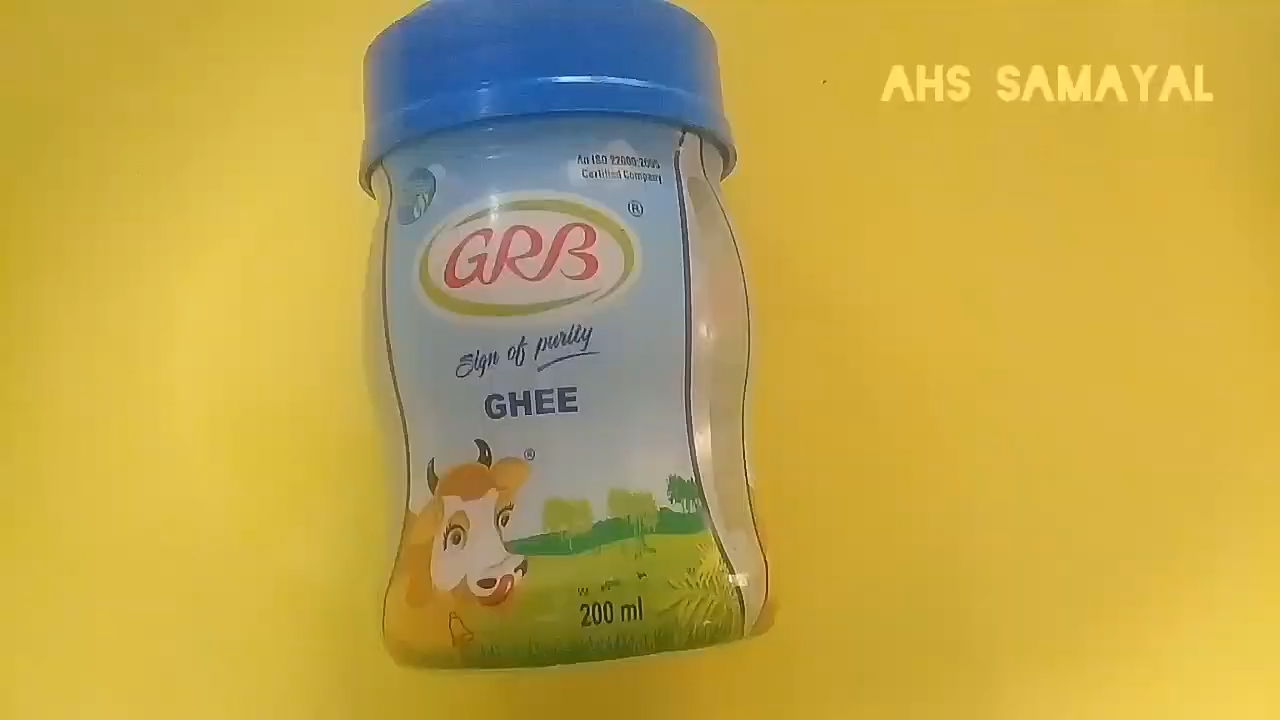 AHS SAMAYAL
An ISO 22000:2005
Certified Company
GRB
®
Sign of purity
GHEE
®
200 ml